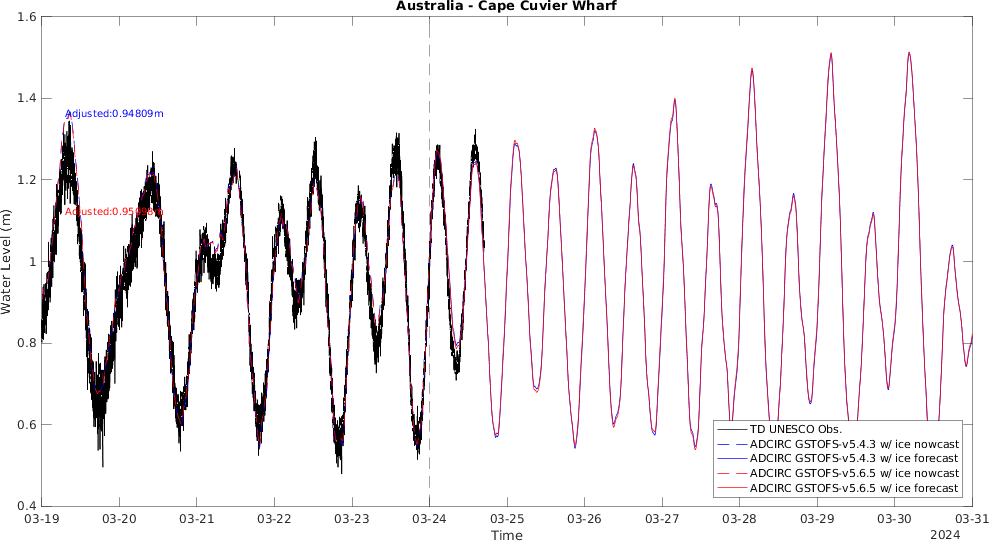 Australia - Cape Cuvier Wharf
1.6
1.4
1.2
1
0.8
0.6
0.4
Water Level (m)
Adjusted:0.94809m
TD UNESCO Obs.
ADCIRC GSTOFS-v5.4.3 w/ ice nowcast
ADCIRC GSTOFS-v5.4.3 w/ ice forecast
ADCIRC GSTOFS-v5.6.5 w/ ice nowcast
ADCIRC GSTOFS-v5.6.5 w/ ice forecast
03-19 03-20 03-21 03-22 03-23 03-24 03-25 03-26 03-27 03-28 03-29 03-30 03-31
Time
2024